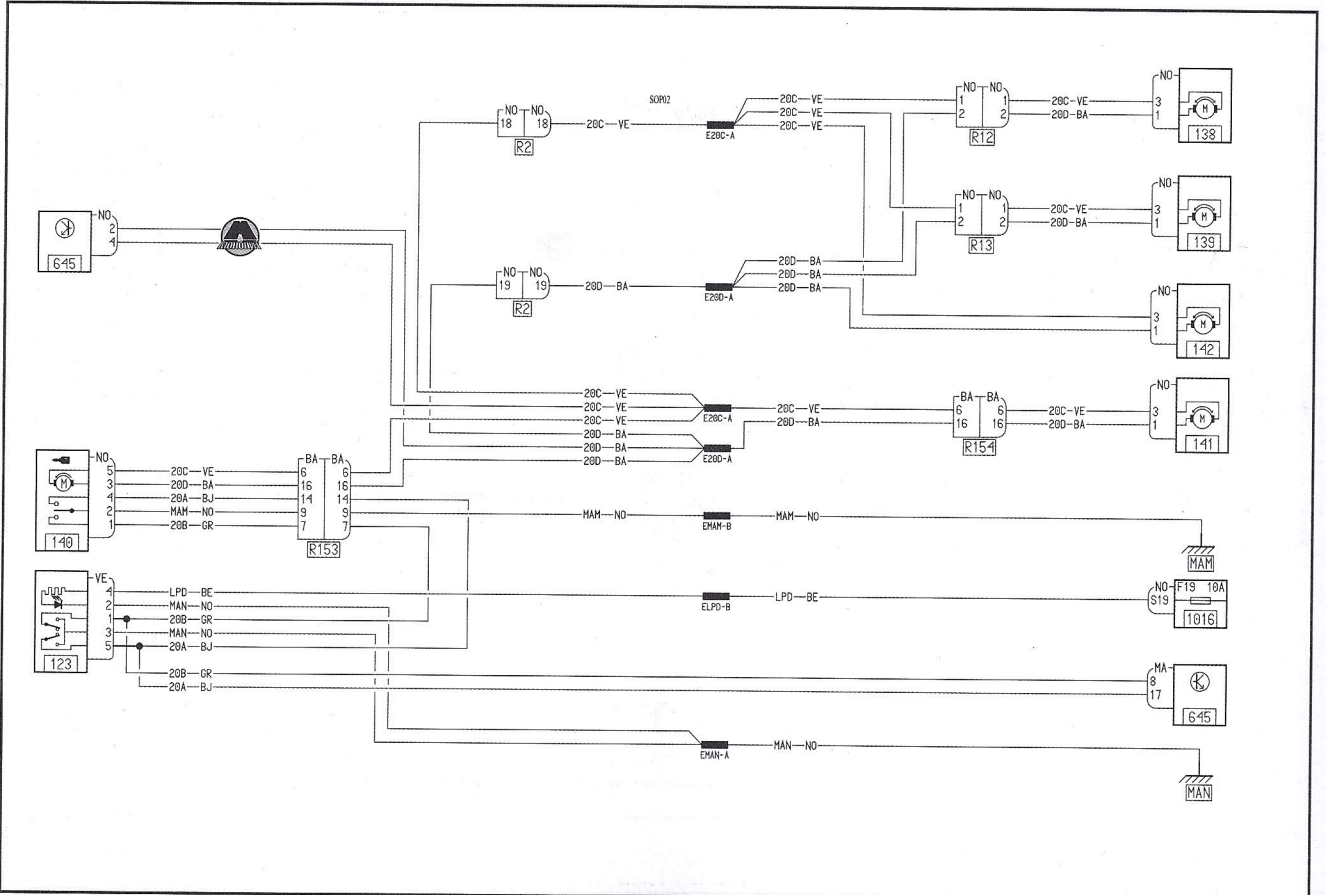 SOP02
NO NO
18 18
R2
20C VE
E20C-A
20C VE
20C VE
20C VE
NO NO
1 1
2 2
R12
20C-VE
20D-BA
NO
3
1
M
138
NO
2
4
645
NO NO
1 1
2 2
R13
20C-VE
20D-BA
NO
3
1
M
139
NO NO
19 19
R2
20D BA
E20D-A
20D BA
20D BA
20D BA
NO
3
1
M
142
20C VE
20C VE
20C VE
20D BA
20D BA
20D BA
E20C-A
E20D-A
20C VE
20D BA
BA BA
6 6
16 16
R154
20C-VE
20D-BA
NO
3
1
M
141
NO
5
3
4
2
1
M
140
20C VE
20D BA
20A BJ
MAM NO
20B GR
BA BA
6 6
16 16
14 14
9 9
7 7
R153
MAM NO
EMAM-B
MAM NO
MAM
VE
4
2
1
3
5
123
LPD BE
MAN NO
20B GR
MAN NO
20A BJ
ELPD-B
LPD BE
NO
S19
F19 10A
1016
20B GR
20A BJ
MA
8
17
645
EMAN-A
MAN NO
MAN